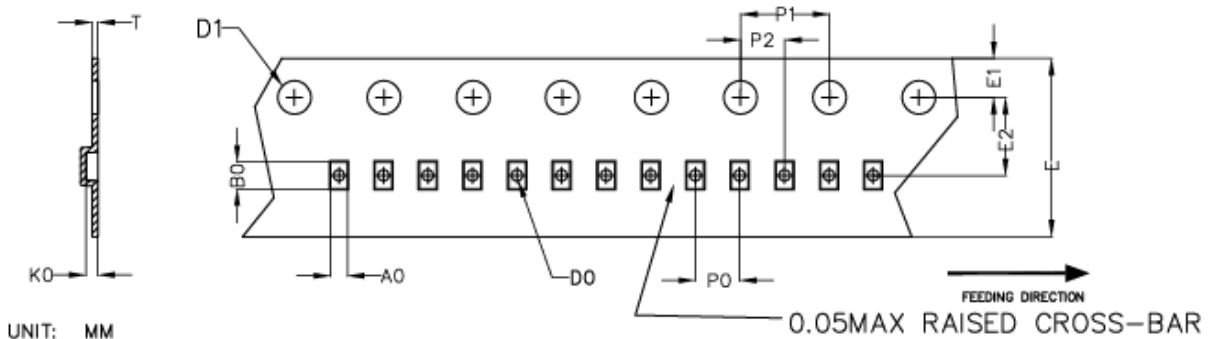 T
D1
P1
P2
E1
E2
E
B0
K0
A0
D0
P0
FEEDING DIRECTION
UNIT: MM
0.05MAX RAISED CROSS-BAR